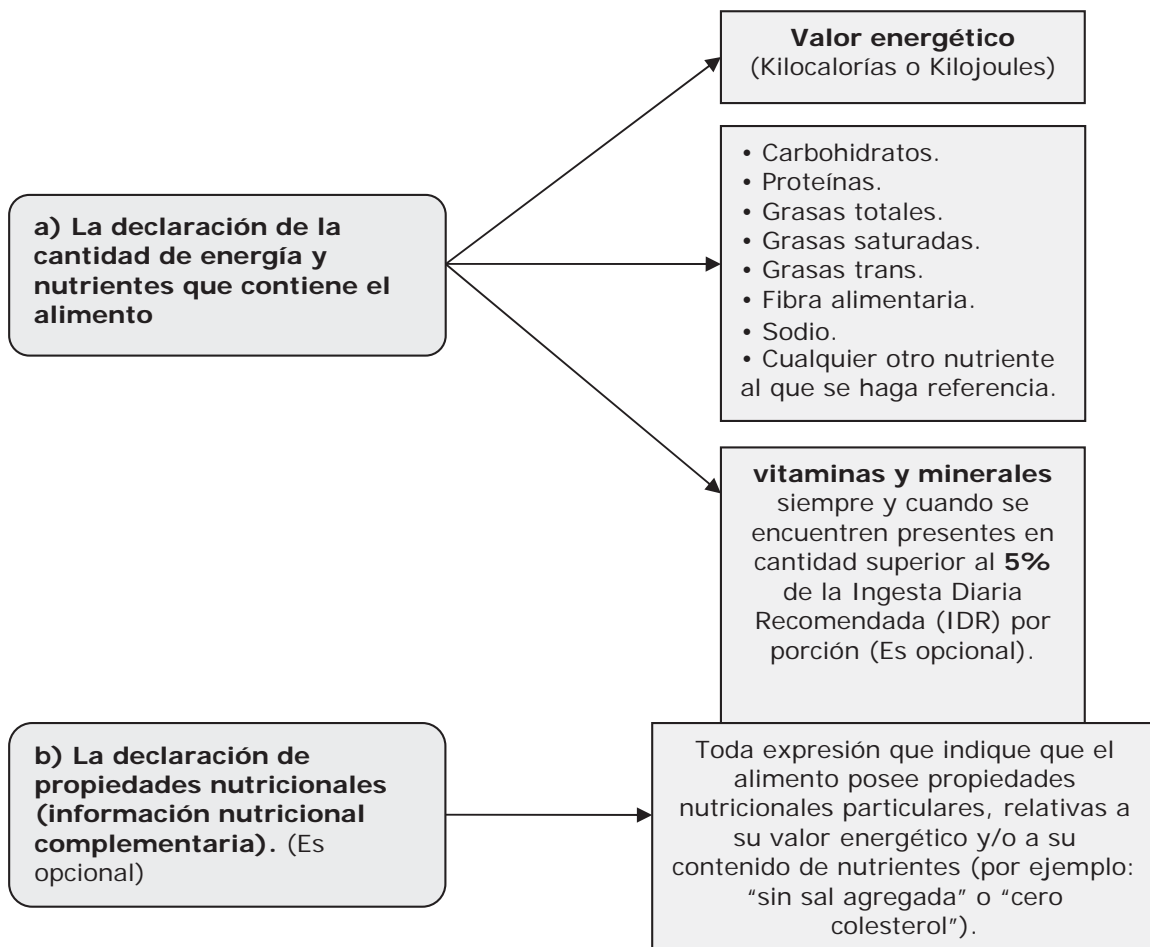 Valor energético
(Kilocalorías o Kilojoules)
a) La declaración de la
cantidad de energía y
nutrientes que contiene el
alimento
• Carbohidratos.
• Proteínas.
• Grasas totales.
• Grasas saturadas.
• Grasas trans.
• Fibra alimentaria.
• Sodio.
• Cualquier otro nutriente
al que se haga referencia.
vitaminas y minerales
siempre y cuando se
encuentren presentes en
cantidad superior al 5%
de la Ingesta Diaria
Recomendada (IDR) por
porción (Es opcional).
b) La declaración de
propiedades nutricionales
(información nutricional
complementaria). (Es
opcional)
Toda expresión que indique que el
alimento posee propiedades
nutricionales particulares, relativas a
su valor energético y/o a su
contenido de nutrientes (por ejemplo:
“sin sal agregada” o “cero
colesterol”).